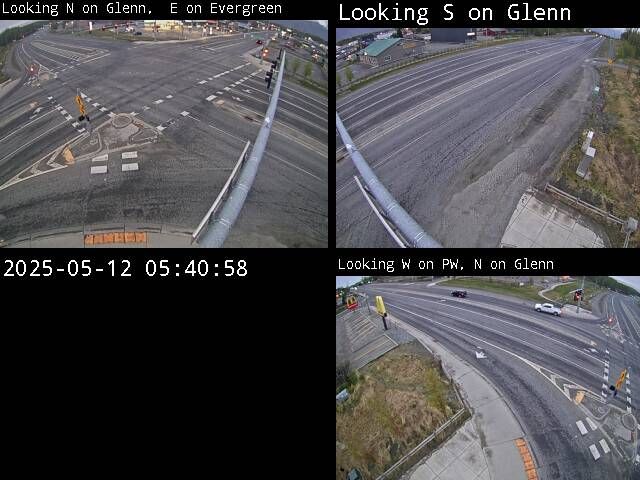 Looking N on Glenn,  E on Evergreen
Looking S on Glenn
2025-05-12 05:40:58
Looking W on PW, N on Glenn